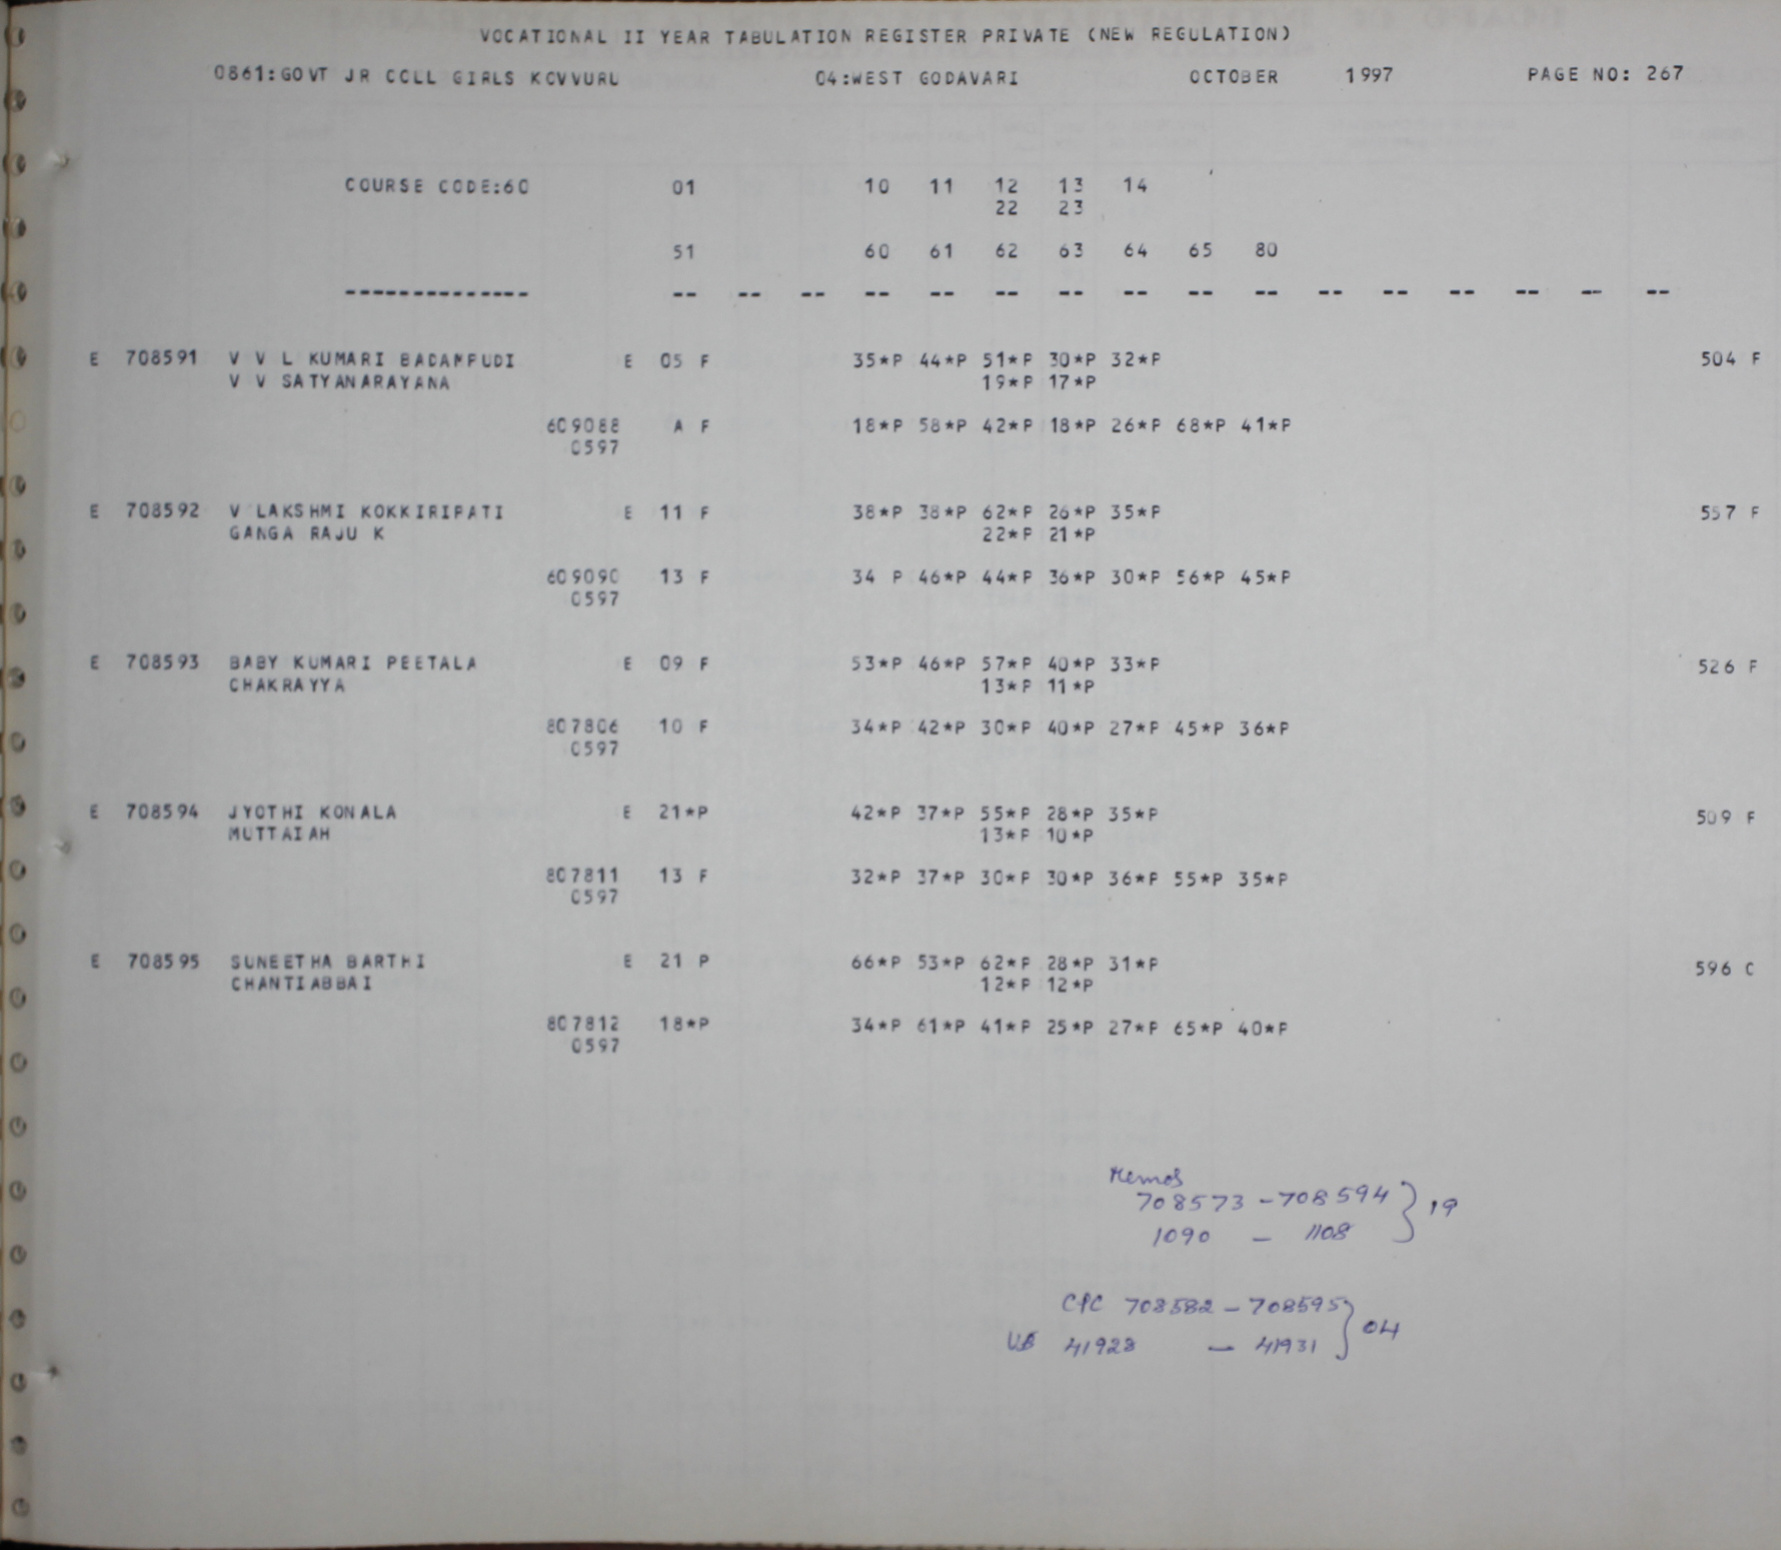 VOCATIONAL II YEAR TABULATION REGISTER PRIVATE (NEW REGULATION)
0861:GOVT JR COLL GIRLS KOVVURU 04:WEST GODAVARI OCTOBER 1997 PAGE NO: 267
COURSE CODE:60 01 10 11 12 13 14
22 23
51 60 61 62 63 64 65 80
-------------- -- -- -- -- -- -- -- -- -- -- -- -- -- -- -- --
E 708591 V V L KUMARI BADAMPUDI E 05 F 35*P 44*P 51*P 30*P 32*P 504 F
V V SATYANARAYANA 19*P 17*P
609088 A F 18*P 58*P 42*P 18*P 26*P 68*P 41*P
0597
E 708592 V LAKSHMI KOKKIRIPATI E 11 F 38*P 38*P 62*P 26*P 35*P 557 F
GANGA RAJU K 22*P 21*P
609090 13 F 34 P 46*P 44*P 36*P 30*P 56*P 45*P
0597
E 708593 BABY KUMARI PEETALA E 09 F 53*P 46*P 57*P 40*P 33*P 526 F
CHAKRAYYA 13*P 11*P
807806 10 F 34*P 42*P 30*P 40*P 27*P 45*P 36*P
0597
E 708594 JYOTHI KONALA E 21*P 42*P 37*P 55*P 28*P 35*P 509 F
MUTTAIAH 13*P 10*P
807811 13 F 32*P 37*P 30*P 30*P 36*P 55*P 35*P
0597
E 708595 SUNEETHA BARTHI E 21 P 66*P 53*P 62*P 28*P 31*P 596 C
CHANTIABBAI 12*P 12*P
807812 18*P 34*P 61*P 41*P 25*P 27*P 65*P 40*P
0597
Memos
708573 - 708594 } 19
1090 - 1108
CPC 708582 - 708595 } 04
UB 41928 - 41931